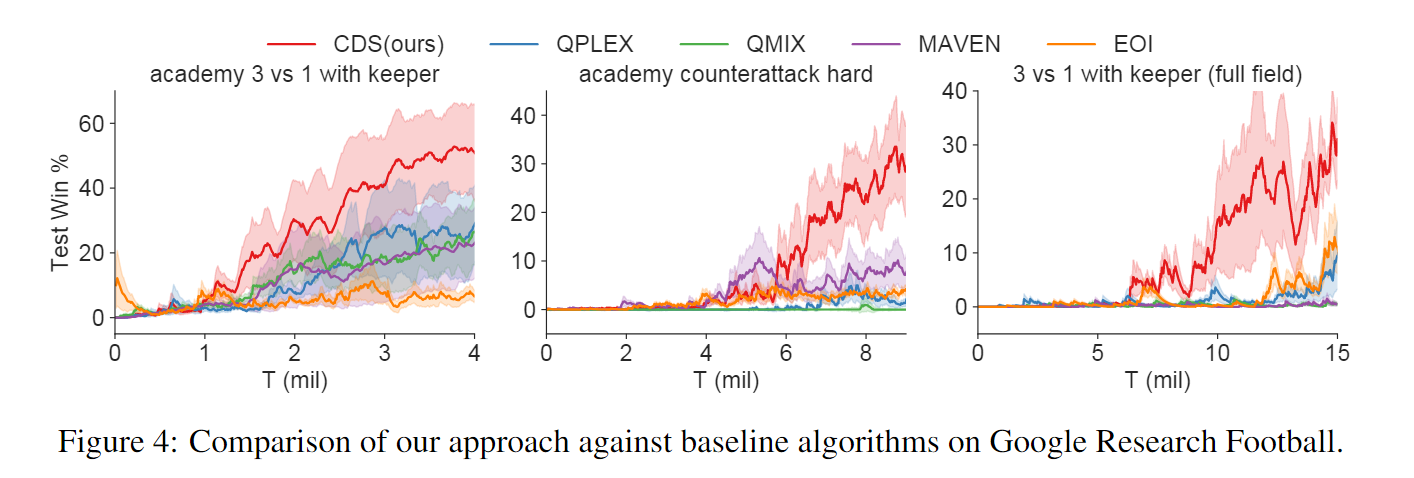 CDS(ours) QPLEX QMIX MAVEN EOI
academy 3 vs 1 with keeper academy counterattack hard 3 vs 1 with keeper (full field)
Test Win %
60
40
20
0
0 1 2 3 4
T (mil)
40
30
20
10
0
0 2 4 6 8
T (mil)
40
30
20
10
0
0 5 10 15
T (mil)
Figure 4: Comparison of our approach against baseline algorithms on Google Research Football.